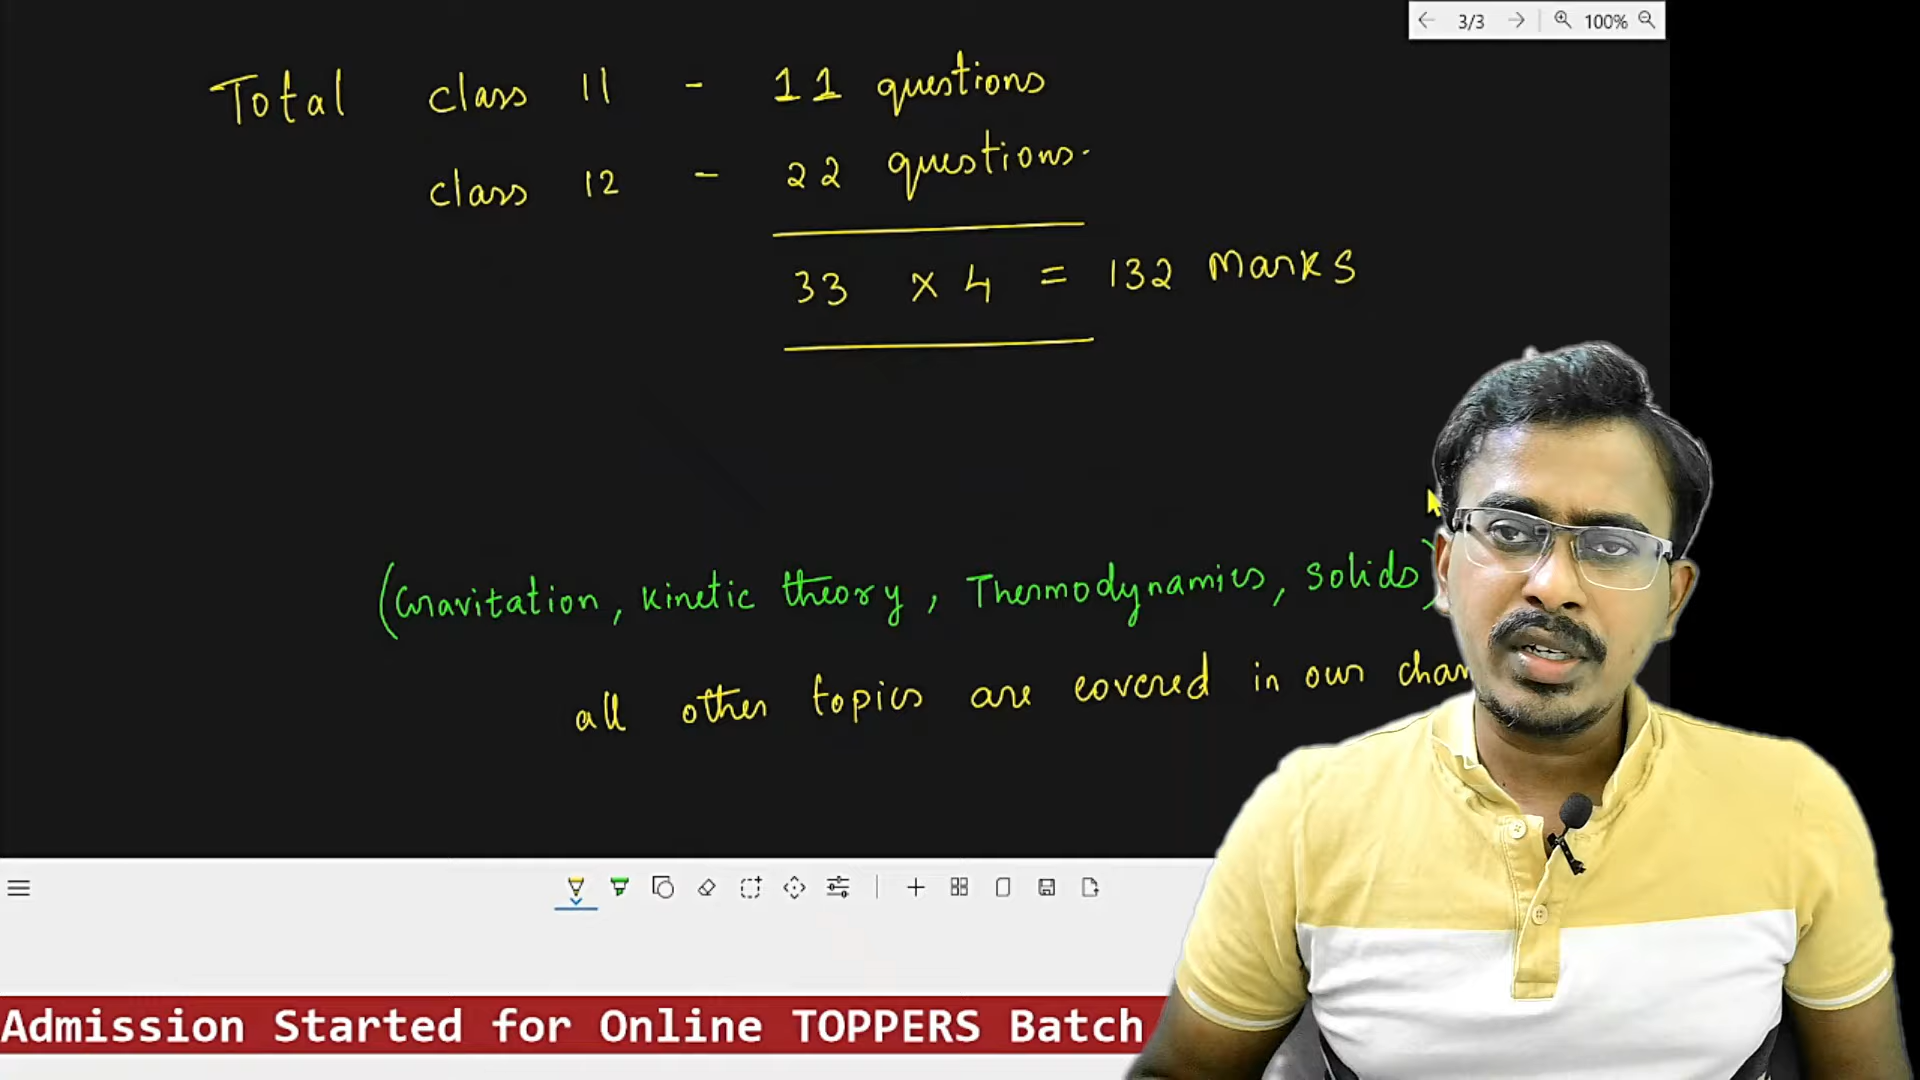 3/3 100%
Total class 11 - 11 questions
class 12 - 22 questions.
33 x 4 = 132 Marks
(Gravitation, kinetic theory, Thermodynamics, solids)
all other topics are covered in our
Admission Started for Online TOPPERS Batch